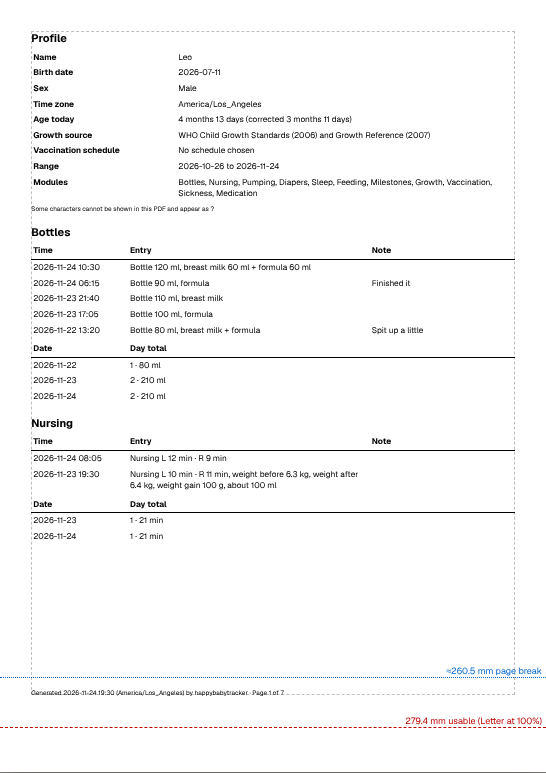 Profile
Name Leo
Birth date 2026-07-11
Sex Male
Time zone America/Los_Angeles
Age today 4 months 13 days (corrected 3 months 11 days)
Growth source WHO Child Growth Standards (2006) and Growth Reference (2007)
Vaccination schedule No schedule chosen
Range 2026-10-26 to 2026-11-24
Modules Bottles, Nursing, Pumping, Diapers, Sleep, Feeding, Milestones, Growth, Vaccination,
Sickness, Medication
Some characters cannot be shown in this PDF and appear as ?
Bottles
Time Entry Note
2026-11-24 10:30 Bottle 120 ml, breast milk 60 ml + formula 60 ml
2026-11-24 06:15 Bottle 90 ml, formula Finished it
2026-11-23 21:40 Bottle 110 ml, breast milk
2026-11-23 17:05 Bottle 100 ml, formula
2026-11-22 13:20 Bottle 80 ml, breast milk + formula Spit up a little
Date Day total
2026-11-22 1 · 80 ml
2026-11-23 2 · 210 ml
2026-11-24 2 · 210 ml
Nursing
Time Entry Note
2026-11-24 08:05 Nursing L 12 min · R 9 min
2026-11-23 19:30 Nursing L 10 min · R 11 min, weight before 6.3 kg, weight after
6.4 kg, weight gain 100 g, about 100 ml
Date Day total
2026-11-23 1 · 21 min
2026-11-24 1 · 21 min
≈260.5 mm page break
Generated 2026-11-24 19:30 (America/Los_Angeles) by happybabytracker · Page 1 of 7
279.4 mm usable (Letter at 100%)